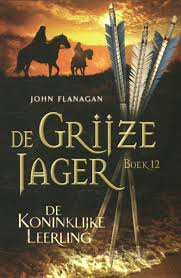 JOHN FLANAGAN
DE GRIJZE
JAGER BOEK 12
DE
KONINKLIJKE
LEERLING